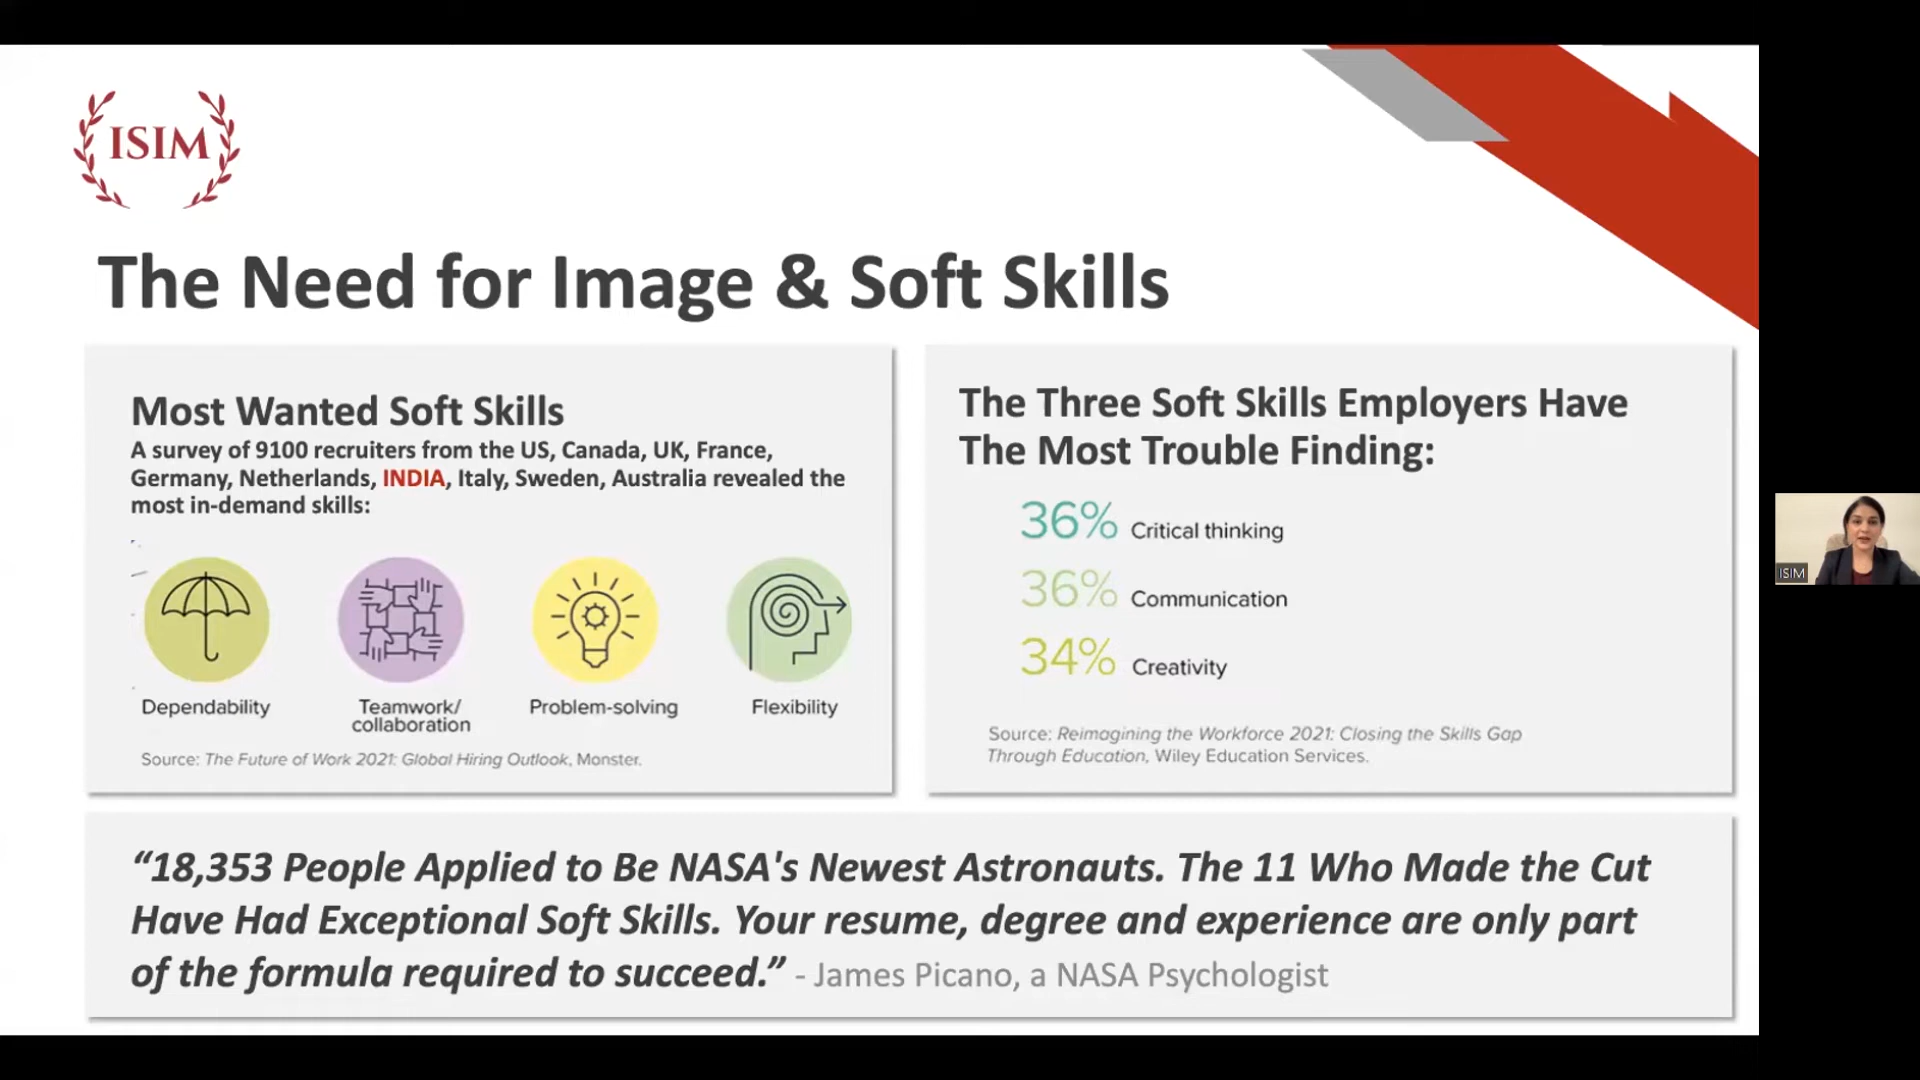 ISIM
The Need for Image & Soft Skills
Most Wanted Soft Skills
A survey of 9100 recruiters from the US, Canada, UK, France,
Germany, Netherlands, INDIA, Italy, Sweden, Australia revealed the
most in-demand skills:
Dependability
Teamwork/
collaboration
Problem-solving
Flexibility
Source: The Future of Work 2021: Global Hiring Outlook, Monster.
The Three Soft Skills Employers Have
The Most Trouble Finding:
36% Critical thinking
36% Communication
34% Creativity
Source: Reimagining the Workforce 2021: Closing the Skills Gap
Through Education, Wiley Education Services.
“18,353 People Applied to Be NASA's Newest Astronauts. The 11 Who Made the Cut
Have Had Exceptional Soft Skills. Your resume, degree and experience are only part
of the formula required to succeed.” - James Picano, a NASA Psychologist
ISIM